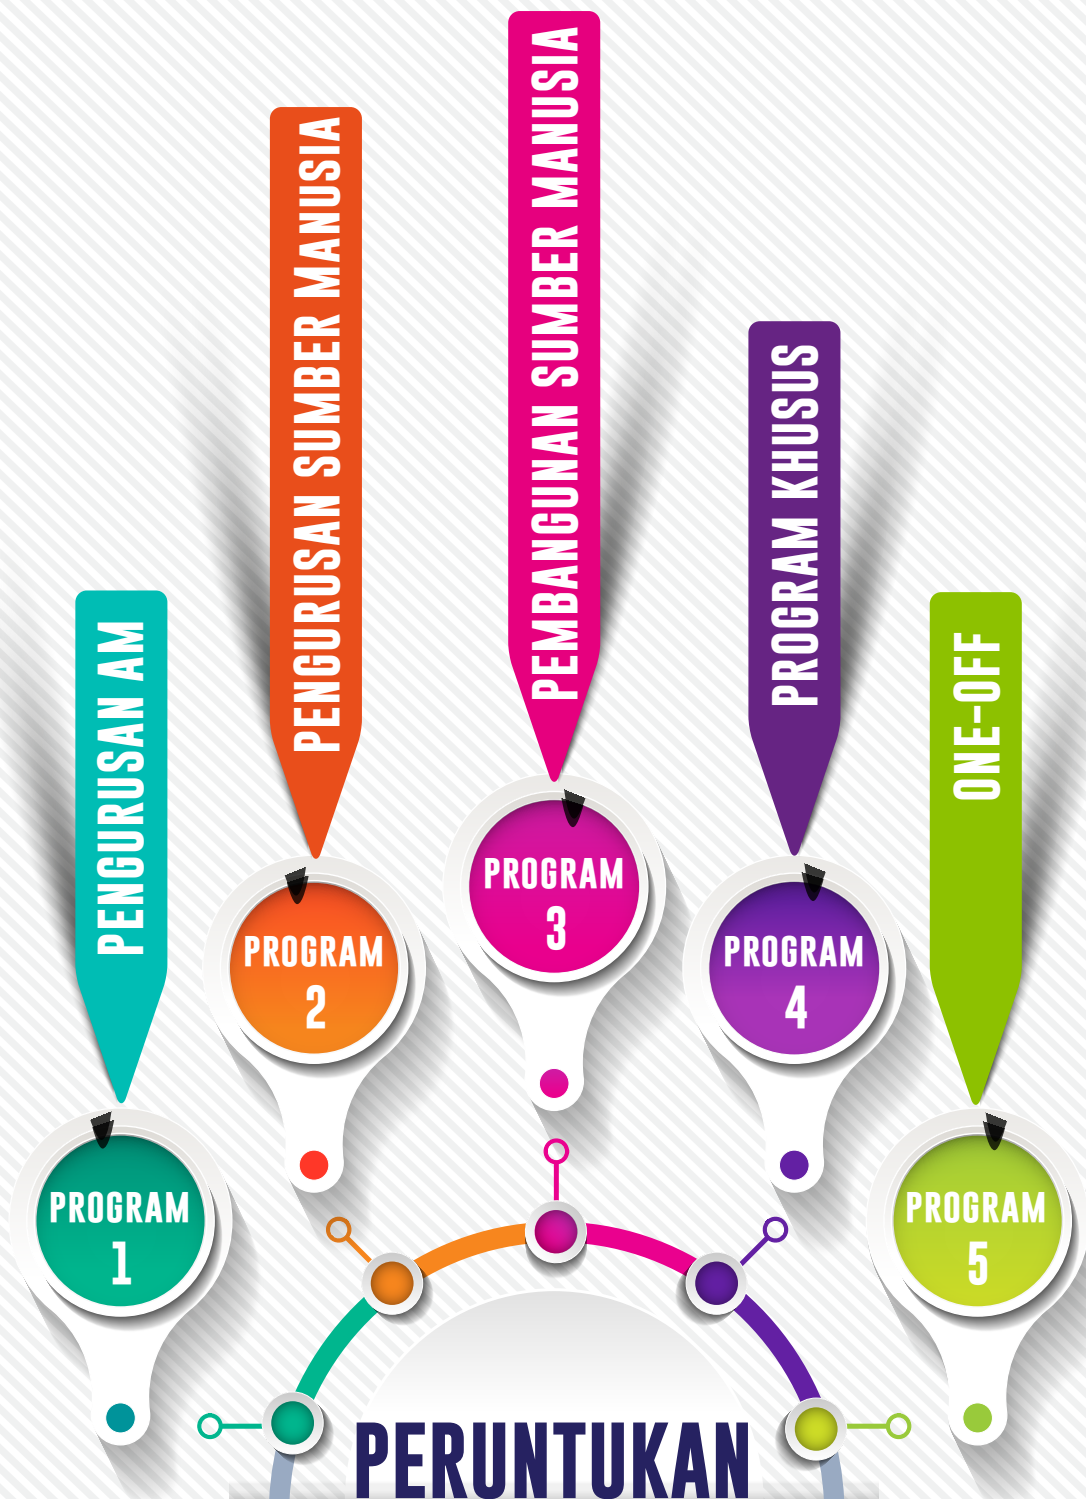 PENGURUSAN AM
PROGRAM
1
PENGURUSAN SUMBER MANUSIA
PROGRAM
2
PEMBANGUNAN SUMBER MANUSIA
PROGRAM
3
PROGRAM KHUSUS
PROGRAM
4
ONE-OFF
PROGRAM
5
PERUNTUKAN